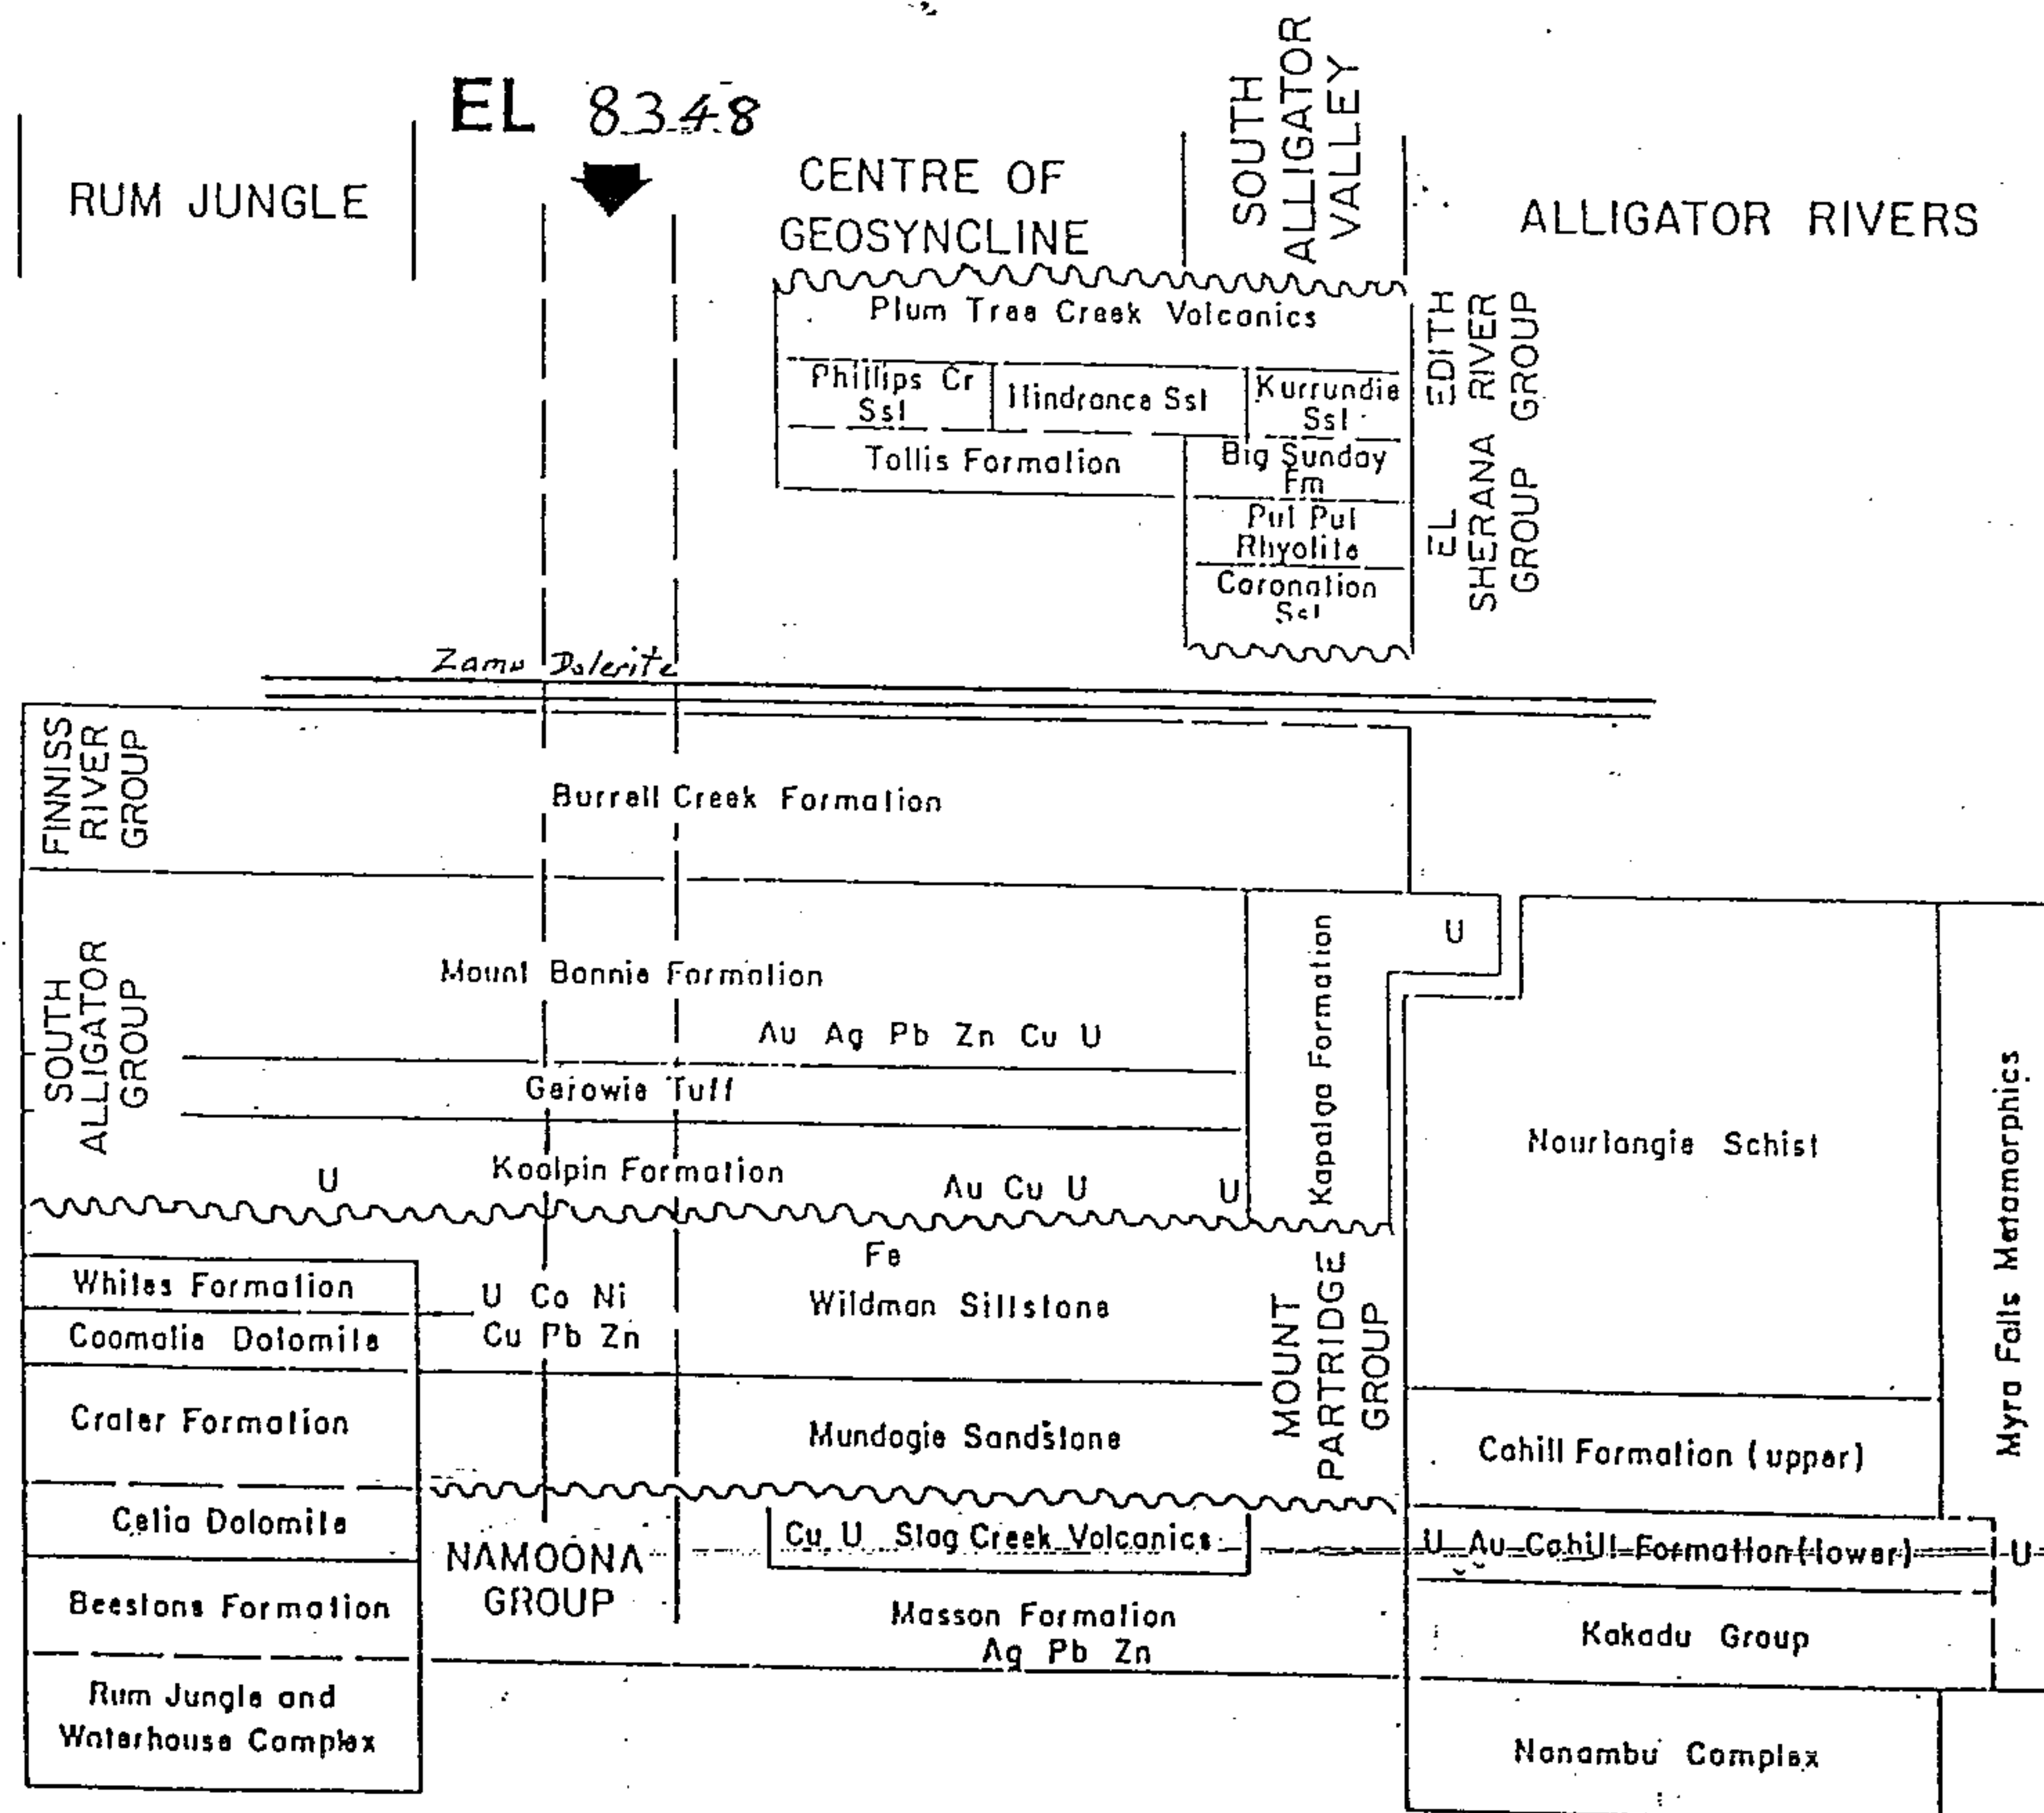 EL 8348
RUM JUNGLE
CENTRE OF
GEOSYNCLINE
SOUTH
ALLIGATOR
VALLEY
ALLIGATOR RIVERS
Plum Tree Creek Volcanics
Phillips Cr
Sst
Hindrance Sst
Kurrundie
Sst
Tollis Formation
Big Sunday
Fm
Pul Pul
Rhyolite
Coronation
Sst
EDITH
RIVER
GROUP
EL
SHERANA
GROUP
Zamu Dolerite
FINNISS
RIVER
GROUP
Burrell Creek Formation
SOUTH
ALLIGATOR
GROUP
Mount Bonnie Formation
Au Ag Pb Zn Cu U
Gerowie Tuff
Koolpin Formation
U
Au Cu U
U
Kapalga Formation
U
Nourlangie Schist
Myra Falls Metamorphics
Whites Formation
Coomalie Dolomite
U Co Ni
Cu Pb Zn
Fe
Wildman Siltstone
MOUNT
PARTRIDGE
GROUP
Crater Formation
Mundogie Sandstone
Cahill Formation (upper)
Celia Dolomite
NAMOONA
GROUP
Cu U Stag Creek Volcanics
U Au Cahill Formation (lower)
U
Beestons Formation
Masson Formation
Ag Pb Zn
Kakadu Group
Rum Jungle and
Waterhouse Complex
Nanambu Complex